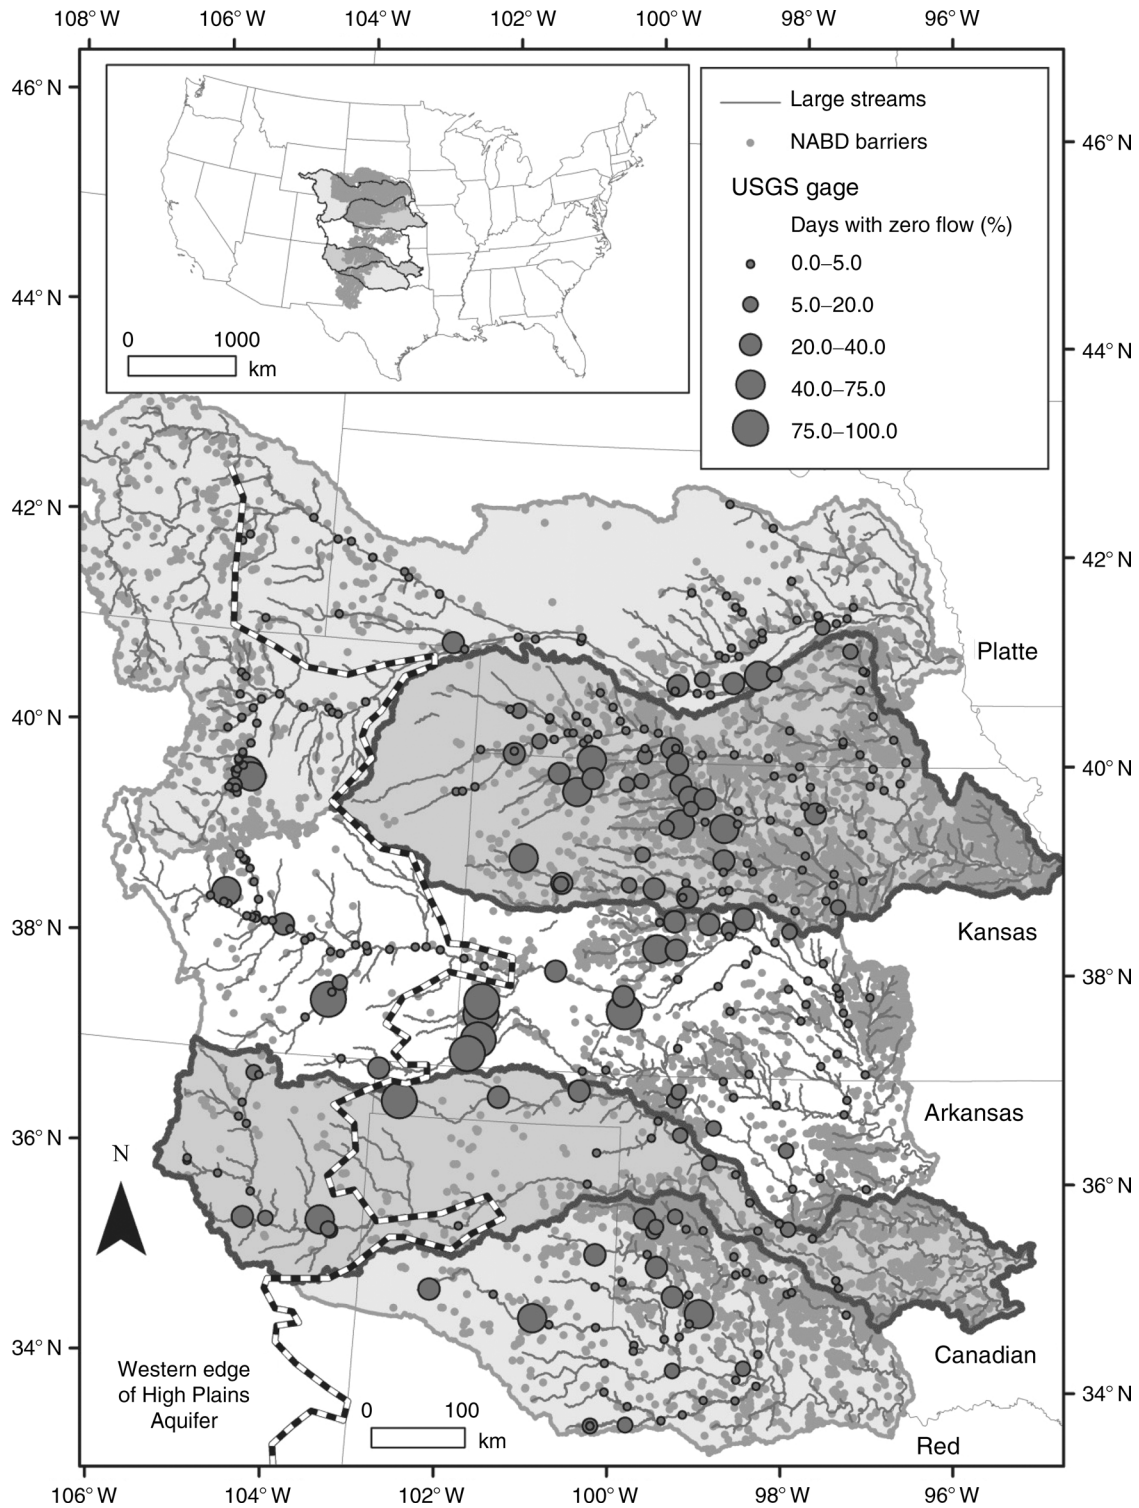 108° W 106° W 104° W 102° W 100° W 98° W 96° W
46° N
44° N
42° N
40° N
38° N
36° N
34° N
0 1000
km
Large streams
NABD barriers
USGS gage
Days with zero flow (%)
0.0–5.0
5.0–20.0
20.0–40.0
40.0–75.0
75.0–100.0
46° N
44° N
42° N
40° N
38° N
36° N
34° N
Platte
Kansas
Arkansas
Canadian
Red
N
Western edge
of High Plains
Aquifer
0 100
km
106° W 104° W 102° W 100° W 98° W 96° W